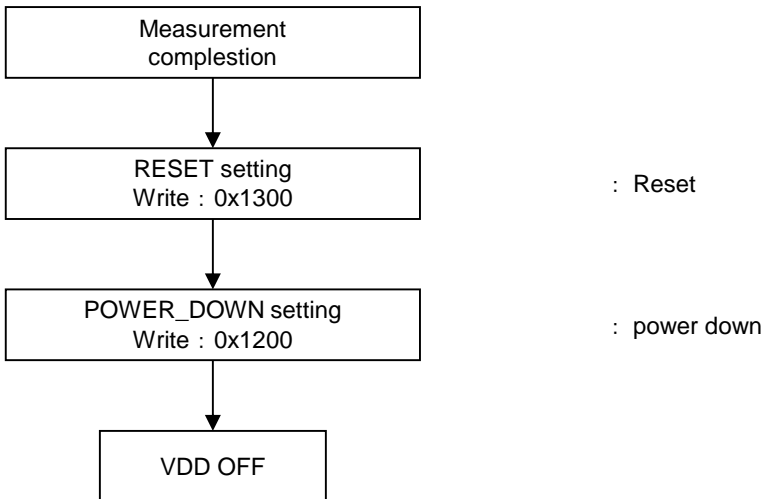 Measurement
complestion
RESET setting
Write : 0x1300
: Reset
POWER_DOWN setting
Write : 0x1200
: power down
VDD OFF